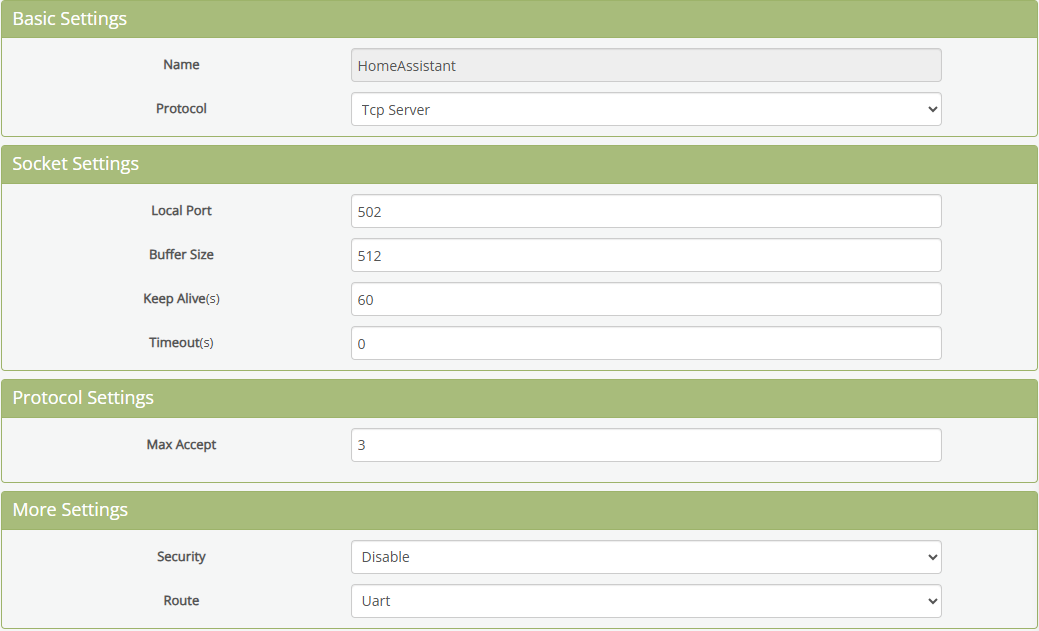 Basic Settings
Name HomeAssistant
Protocol Tcp Server
Socket Settings
Local Port 502
Buffer Size 512
Keep Alive(s) 60
Timeout(s) 0
Protocol Settings
Max Accept 3
More Settings
Security Disable
Route Uart